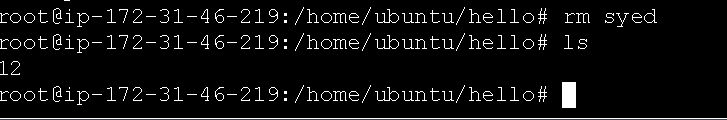 root@ip-172-31-46-219:/home/ubuntu/hello# rm syed
root@ip-172-31-46-219:/home/ubuntu/hello# ls
12
root@ip-172-31-46-219:/home/ubuntu/hello#